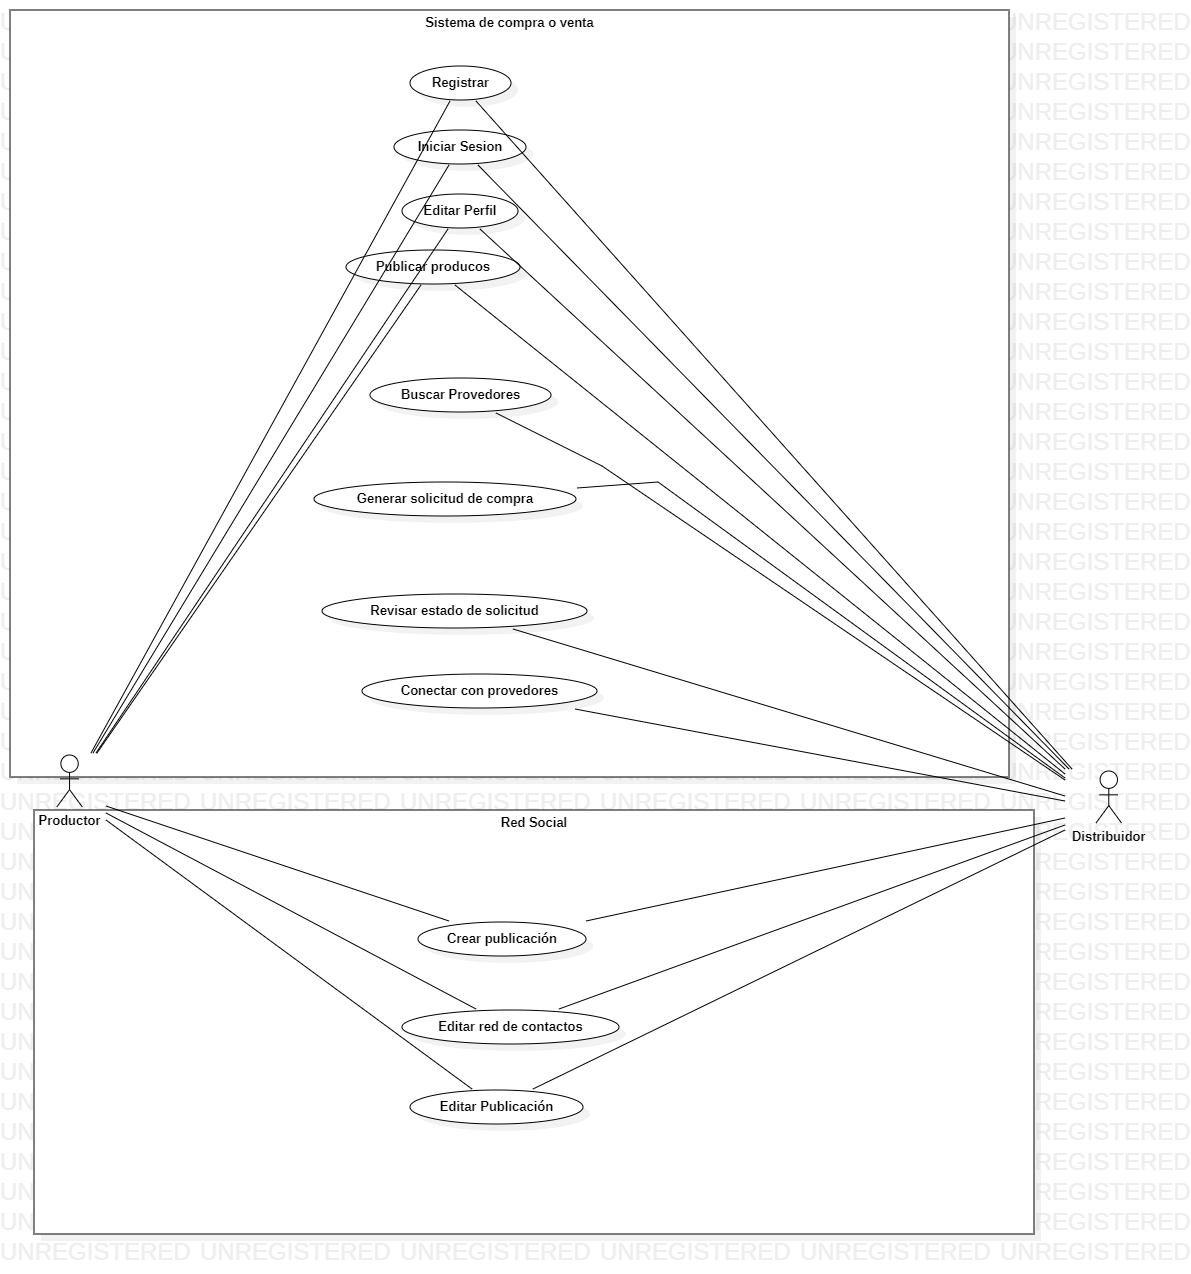 Sistema de compra o venta
Registrar
Iniciar Sesion
Editar Perfil
Publicar producos
Buscar Provedores
Generar solicitud de compra
Revisar estado de solicitud
Conectar con provedores
Productor
Distribuidor
Red Social
Crear publicación
Editar red de contactos
Editar Publicación
UNREGISTERED UNREGISTERED UNREGISTERED UNREGISTERED UNREGISTERED UNREGISTERED